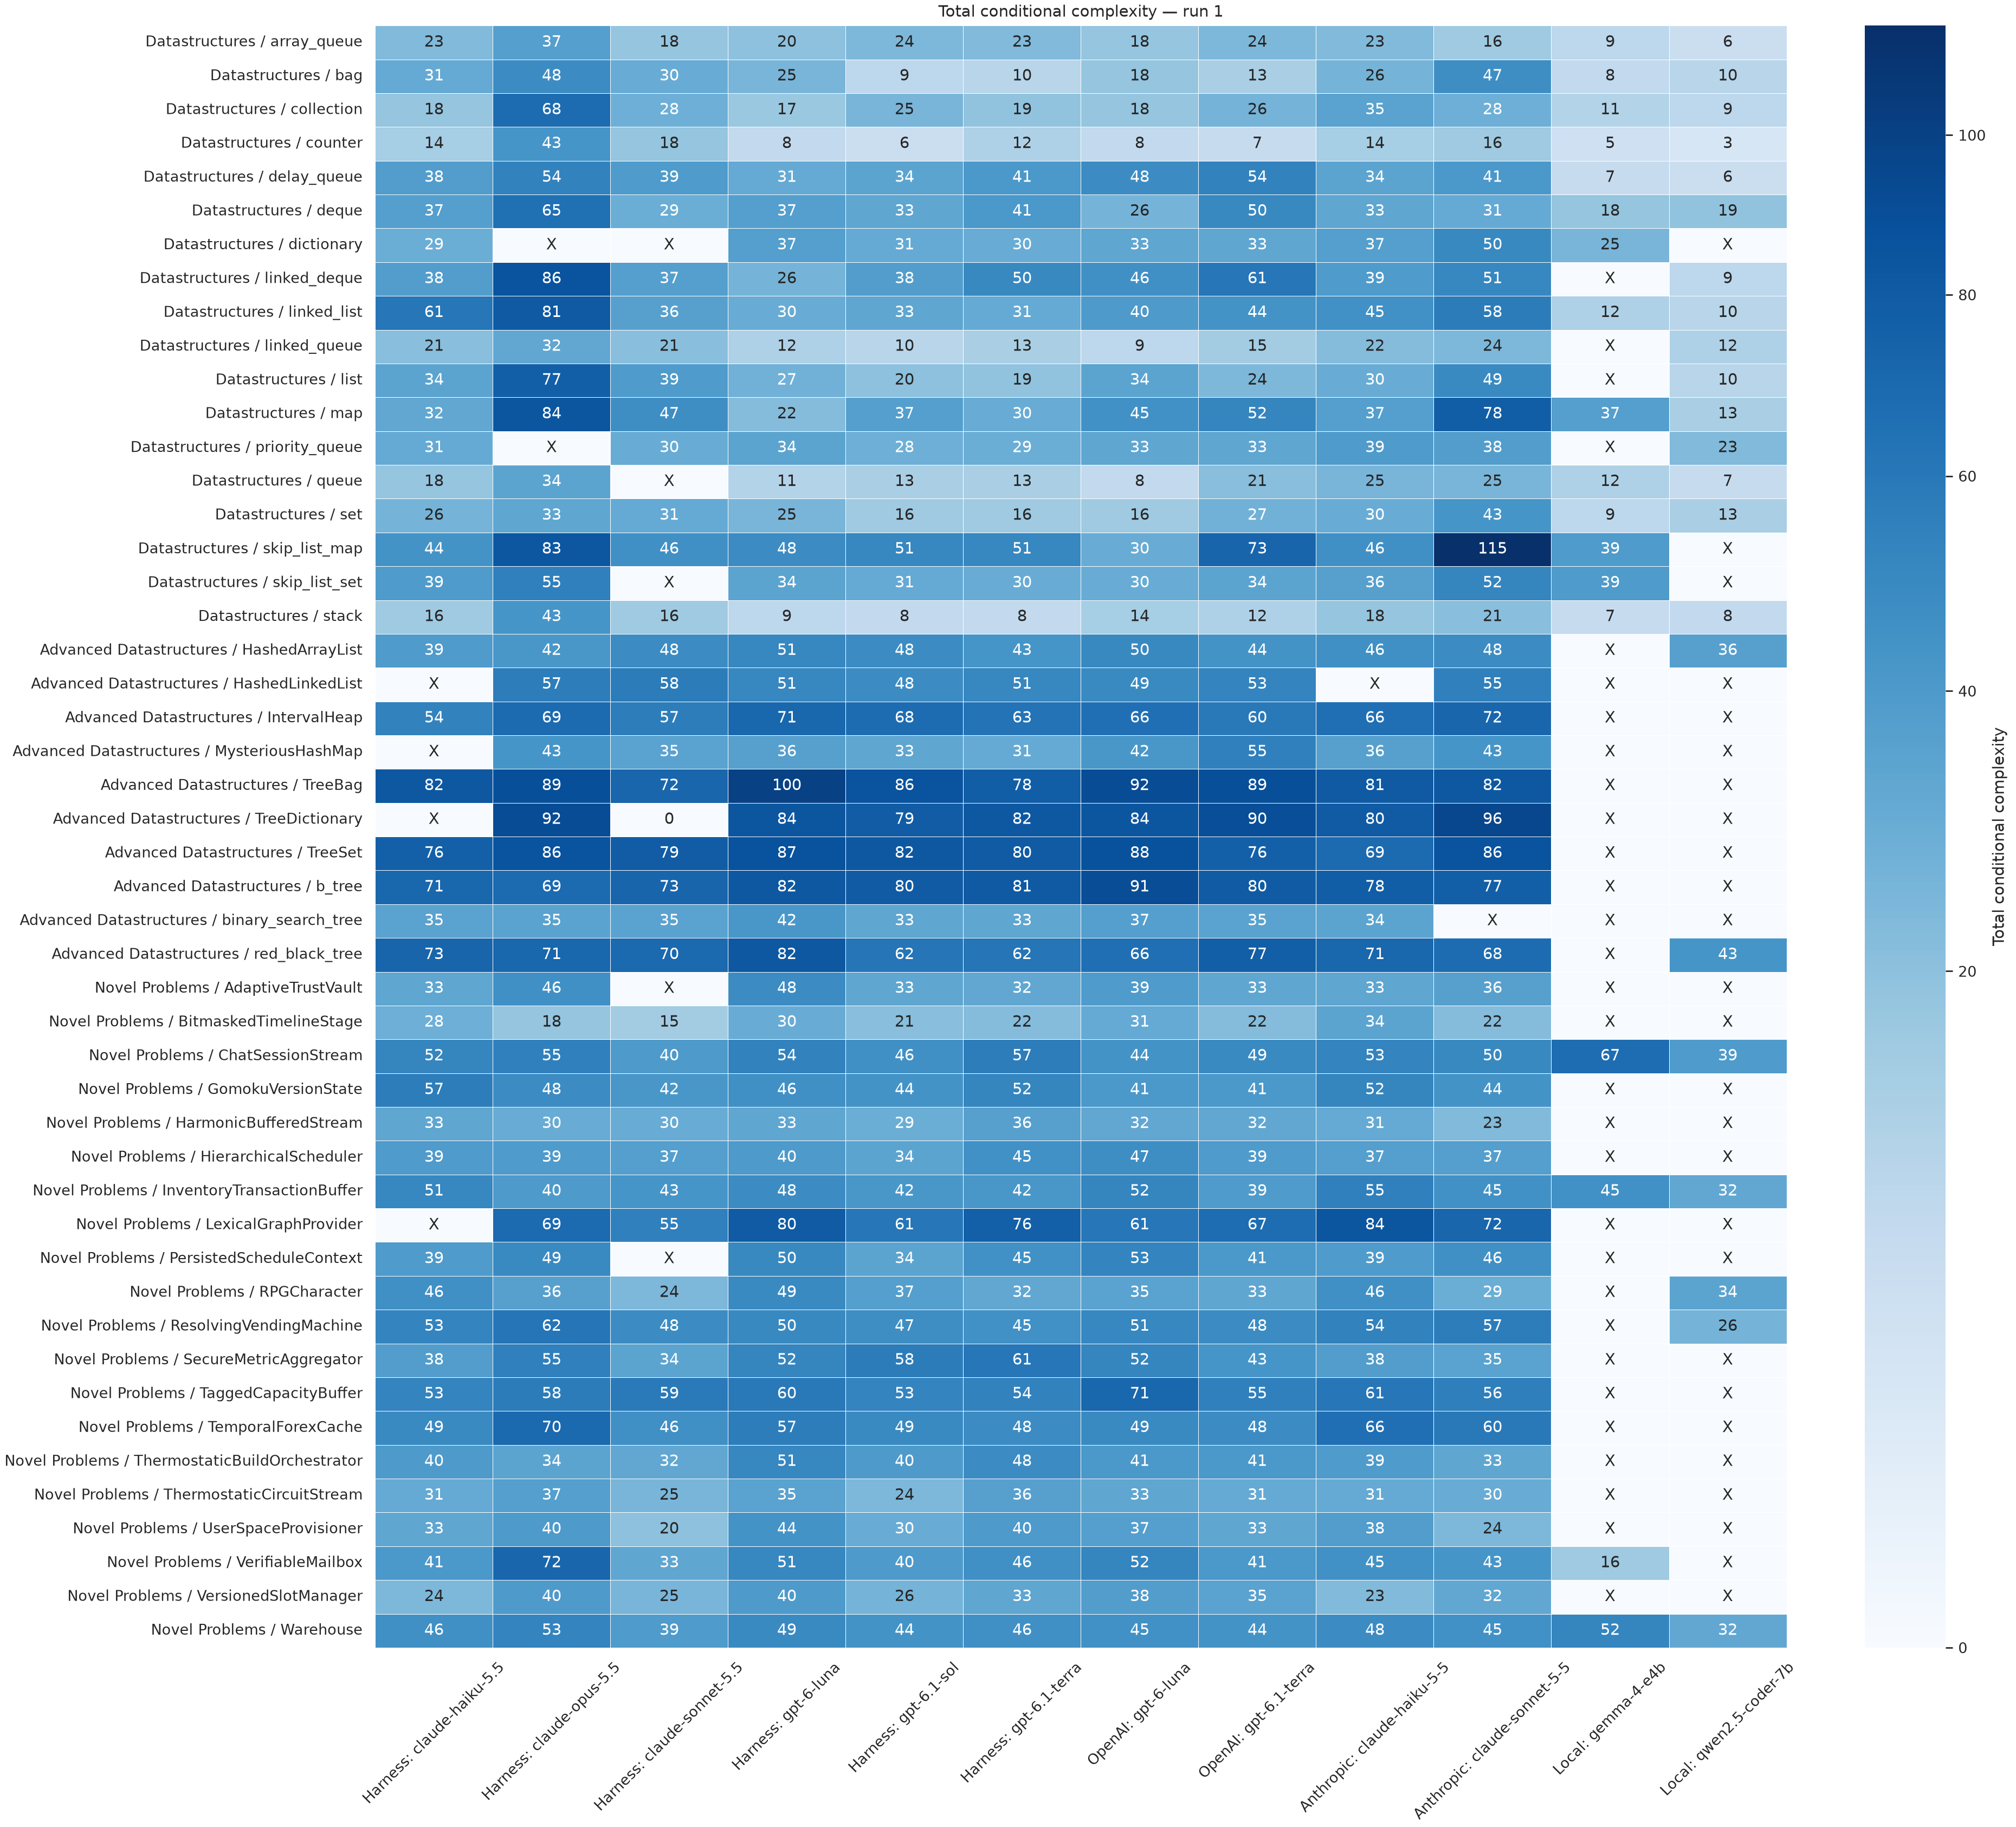 Total conditional complexity — run 1
Datastructures / array_queue 23 37 18 20 24 23 18 24 23 16 9 6
Datastructures / bag 31 48 30 25 9 10 18 13 26 47 8 10
Datastructures / collection 18 68 28 17 25 19 18 26 35 28 11 9
Datastructures / counter 14 43 18 8 6 12 8 7 14 16 5 3
Datastructures / delay_queue 38 54 39 31 34 41 48 54 34 41 7 6
Datastructures / deque 37 65 29 37 33 41 26 50 33 31 18 19
Datastructures / dictionary 29 X X 37 31 30 33 33 37 50 25 X
Datastructures / linked_deque 38 86 37 26 38 50 46 61 39 51 X 9
Datastructures / linked_list 61 81 36 30 33 31 40 44 45 58 12 10
Datastructures / linked_queue 21 32 21 12 10 13 9 15 22 24 X 12
Datastructures / list 34 77 39 27 20 19 34 24 30 49 X 10
Datastructures / map 32 84 47 22 37 30 45 52 37 78 37 13
Datastructures / priority_queue 31 X 30 34 28 29 33 33 39 38 X 23
Datastructures / queue 18 34 X 11 13 13 8 21 25 25 12 7
Datastructures / set 26 33 31 25 16 16 16 27 30 43 9 13
Datastructures / skip_list_map 44 83 46 48 51 51 30 73 46 115 39 X
Datastructures / skip_list_set 39 55 X 34 31 30 30 34 36 52 39 X
Datastructures / stack 16 43 16 9 8 8 14 12 18 21 7 8
Advanced Datastructures / HashedArrayList 39 42 48 51 48 43 50 44 46 48 X 36
Advanced Datastructures / HashedLinkedList X 57 58 51 48 51 49 53 X 55 X X
Advanced Datastructures / IntervalHeap 54 69 57 71 68 63 66 60 66 72 X X
Advanced Datastructures / MysteriousHashMap X 43 35 36 33 31 42 55 36 43 X X
Advanced Datastructures / TreeBag 82 89 72 100 86 78 92 89 81 82 X X
Advanced Datastructures / TreeDictionary X 92 0 84 79 82 84 90 80 96 X X
Advanced Datastructures / TreeSet 76 86 79 87 82 80 88 76 69 86 X X
Advanced Datastructures / b_tree 71 69 73 82 80 81 91 80 78 77 X X
Advanced Datastructures / binary_search_tree 35 35 35 42 33 33 37 35 34 X X X
Advanced Datastructures / red_black_tree 73 71 70 82 62 62 66 77 71 68 X 43
Novel Problems / AdaptiveTrustVault 33 46 X 48 33 32 39 33 33 36 X X
Novel Problems / BitmaskedTimelineStage 28 18 15 30 21 22 31 22 34 22 X X
Novel Problems / ChatSessionStream 52 55 40 54 46 57 44 49 53 50 67 39
Novel Problems / GomokuVersionState 57 48 42 46 44 52 41 41 52 44 X X
Novel Problems / HarmonicBufferedStream 33 30 30 33 29 36 32 32 31 23 X X
Novel Problems / HierarchicalScheduler 39 39 37 40 34 45 47 39 37 37 X X
Novel Problems / InventoryTransactionBuffer 51 40 43 48 42 42 52 39 55 45 45 32
Novel Problems / LexicalGraphProvider X 69 55 80 61 76 61 67 84 72 X X
Novel Problems / PersistedScheduleContext 39 49 X 50 34 45 53 41 39 46 X X
Novel Problems / RPGCharacter 46 36 24 49 37 32 35 33 46 29 X 34
Novel Problems / ResolvingVendingMachine 53 62 48 50 47 45 51 48 54 57 X 26
Novel Problems / SecureMetricAggregator 38 55 34 52 58 61 52 43 38 35 X X
Novel Problems / TaggedCapacityBuffer 53 58 59 60 53 54 71 55 61 56 X X
Novel Problems / TemporalForexCache 49 70 46 57 49 48 49 48 66 60 X X
Novel Problems / ThermostaticBuildOrchestrator 40 34 32 51 40 48 41 41 39 33 X X
Novel Problems / ThermostaticCircuitStream 31 37 25 35 24 36 33 31 31 30 X X
Novel Problems / UserSpaceProvisioner 33 40 20 44 30 40 37 33 38 24 X X
Novel Problems / VerifiableMailbox 41 72 33 51 40 46 52 41 45 43 16 X
Novel Problems / VersionedSlotManager 24 40 25 40 26 33 38 35 23 32 X X
Novel Problems / Warehouse 46 53 39 49 44 46 45 44 48 45 52 32
Harness: claude-haiku-5.5
Harness: claude-opus-5.5
Harness: claude-sonnet-5.5
Harness: gpt-6-luna
Harness: gpt-6.1-sol
Harness: gpt-6.1-terra
OpenAI: gpt-6-luna
OpenAI: gpt-6.1-terra
Anthropic: claude-haiku-5-5
Anthropic: claude-sonnet-5-5
Local: gemma-4-e4b
Local: qwen2.5-coder-7b
100
80
60
40
20
0
Total conditional complexity